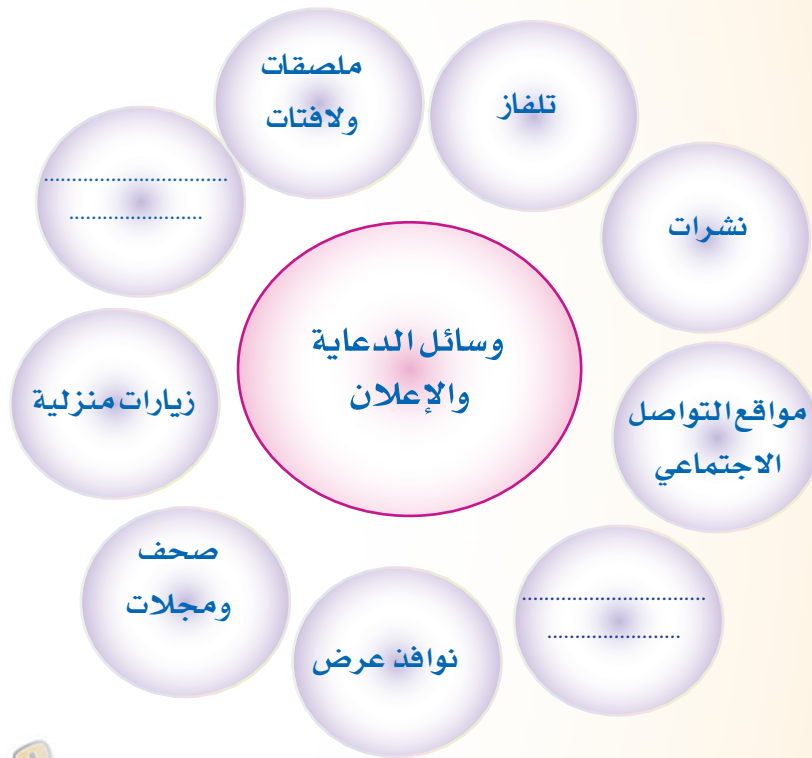 وسائل الدعاية
والإعلان
تلفاز
نشرات
مواقع التواصل
الاجتماعي
..................................
........................
نوافذ عرض
صحف
ومجلات
زيارات منزلية
..................................
........................
ملصقات
ولافتات